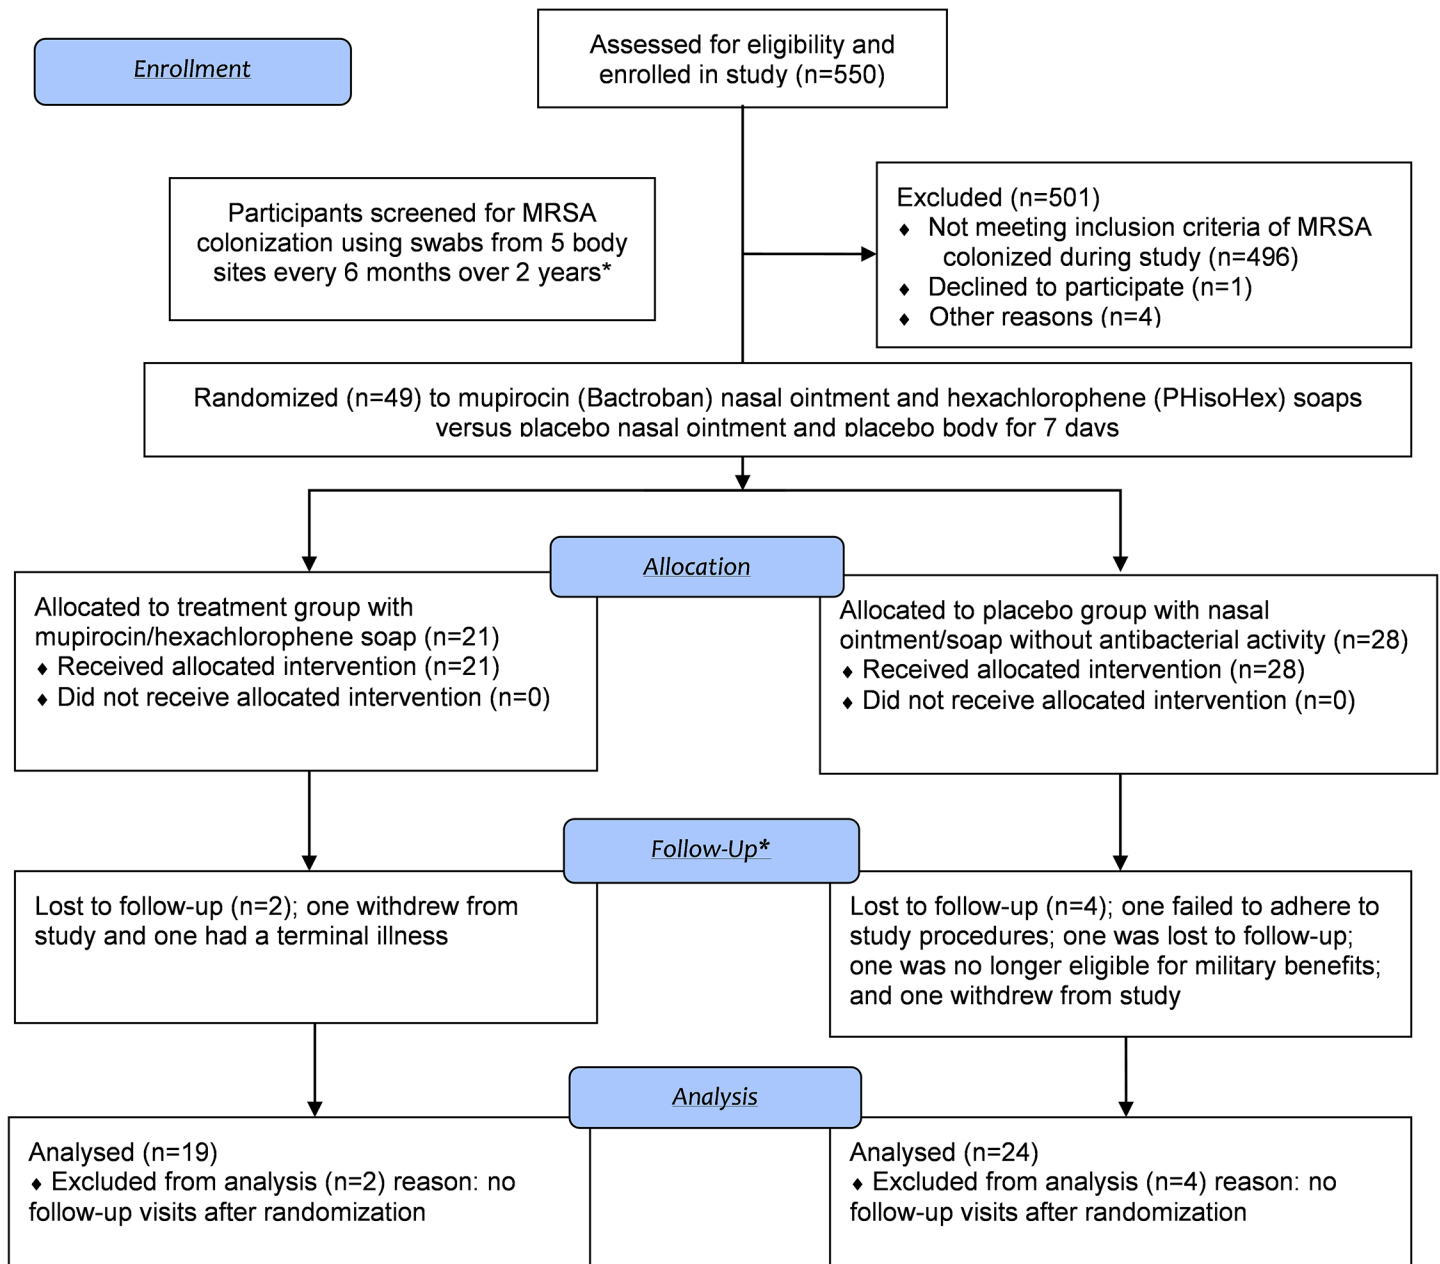 Enrollment
Assessed for eligibility and
enrolled in study (n=550)
Participants screened for MRSA
colonization using swabs from 5 body
sites every 6 months over 2 years*
Excluded (n=501)
♦ Not meeting inclusion criteria of MRSA
colonized during study (n=496)
♦ Declined to participate (n=1)
♦ Other reasons (n=4)
Randomized (n=49) to mupirocin (Bactroban) nasal ointment and hexachlorophene (PHisoHex) soaps
versus placebo nasal ointment and placebo body for 7 days
Allocation
Allocated to treatment group with
mupirocin/hexachlorophene soap (n=21)
♦ Received allocated intervention (n=21)
♦ Did not receive allocated intervention (n=0)
Allocated to placebo group with nasal
ointment/soap without antibacterial activity (n=28)
♦ Received allocated intervention (n=28)
♦ Did not receive allocated intervention (n=0)
Follow-Up*
Lost to follow-up (n=2); one withdrew from
study and one had a terminal illness
Lost to follow-up (n=4); one failed to adhere to
study procedures; one was lost to follow-up;
one was no longer eligible for military benefits;
and one withdrew from study
Analysis
Analysed (n=19)
♦ Excluded from analysis (n=2) reason: no
follow-up visits after randomization
Analysed (n=24)
♦ Excluded from analysis (n=4) reason: no
follow-up visits after randomization